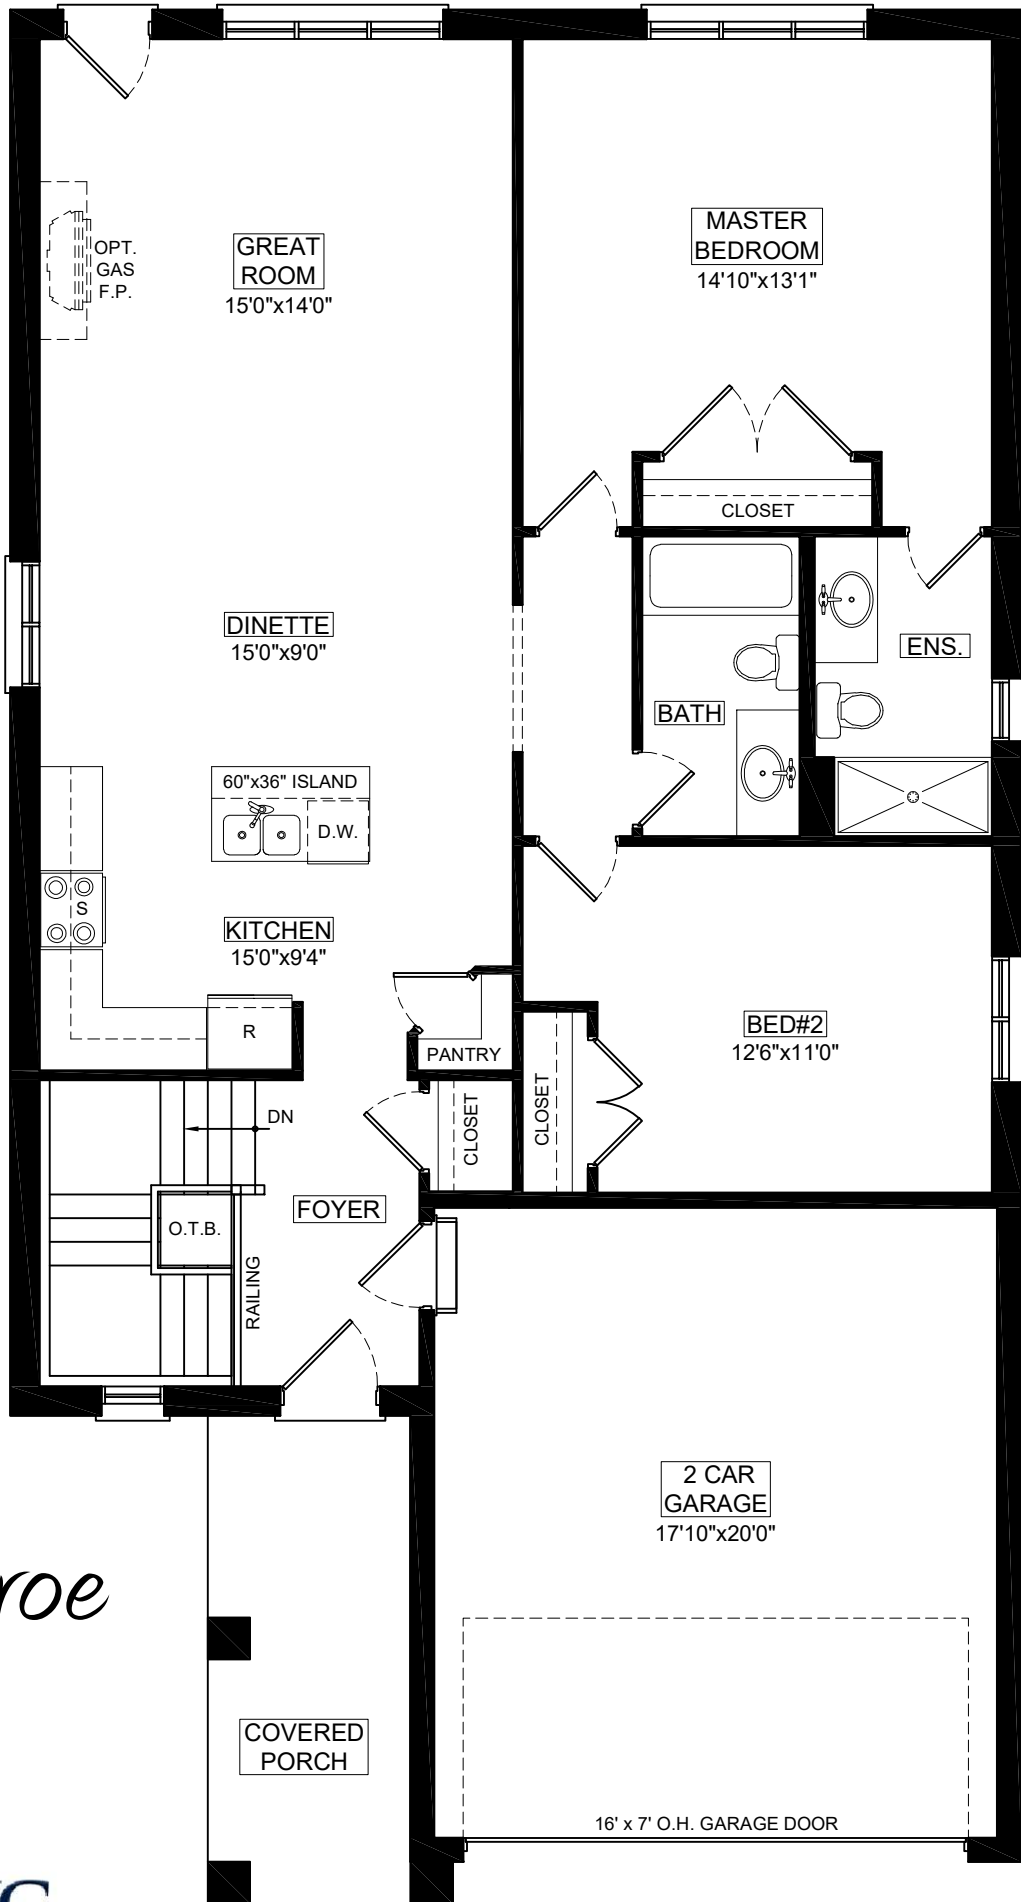 OPT.
GAS
F.P.
GREAT
ROOM
15'0"x14'0"
MASTER
BEDROOM
14'10"x13'1"
CLOSET
DINETTE
15'0"x9'0"
ENS.
BATH
60"x36" ISLAND
D.W.
S
KITCHEN
15'0"x9'4"
R
PANTRY
BED#2
12'6"x11'0"
CLOSET
CLOSET
DN
FOYER
O.T.B.
RAILING
2 CAR
GARAGE
17'10"x20'0"
roe
COVERED
PORCH
16' x 7' O.H. GARAGE DOOR